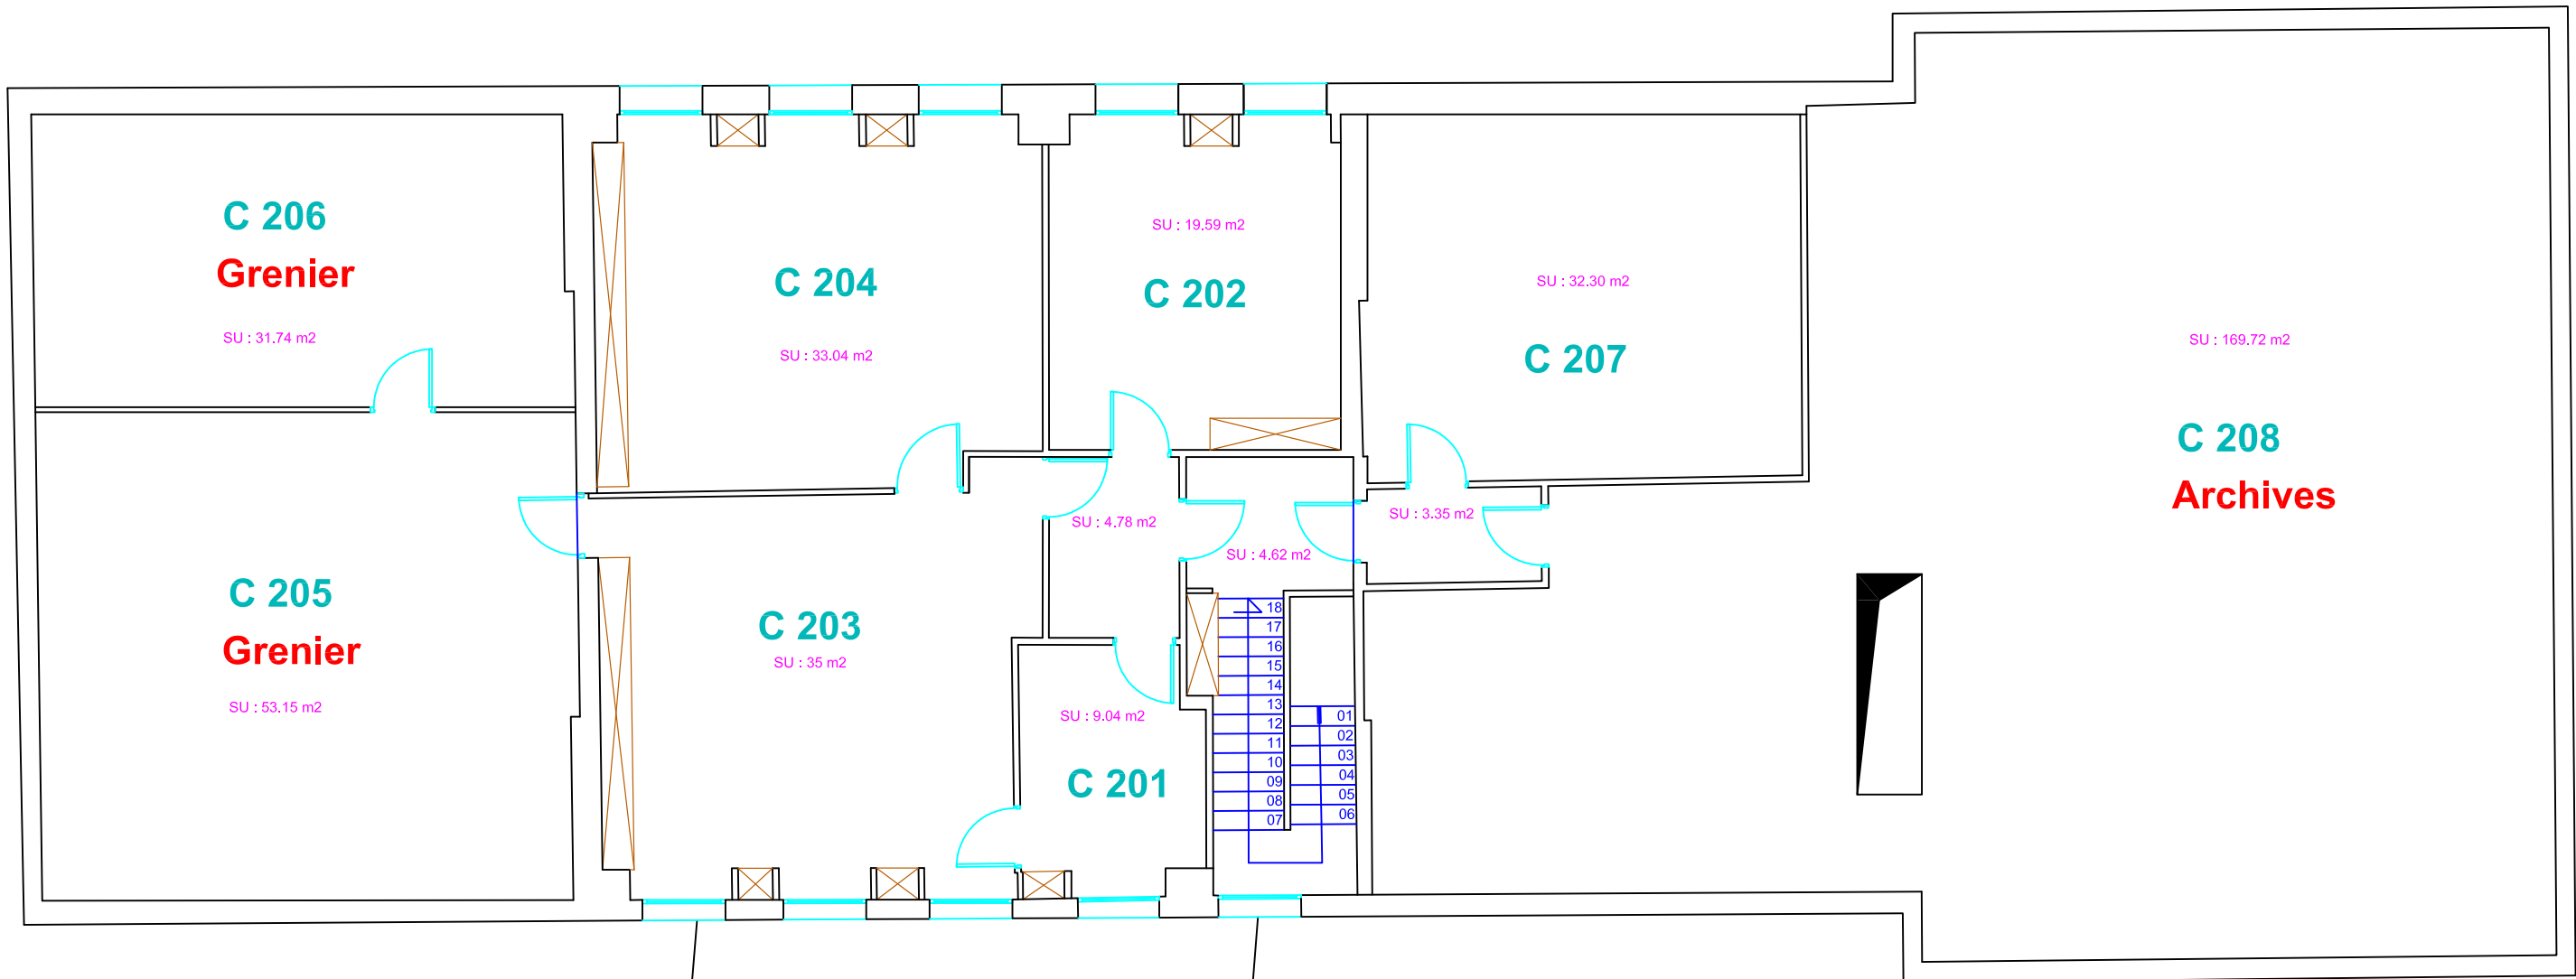 C 206
Grenier
SU : 31.74 m2
C 204
SU : 33.04 m2
SU : 19.59 m2
C 202
SU : 32.30 m2
C 207
SU : 169.72 m2
C 208
Archives
C 205
Grenier
SU : 53.15 m2
C 203
SU : 35 m2
SU : 4.78 m2
SU : 4.62 m2
SU : 3.35 m2
SU : 9.04 m2
C 201
18
17
16
15
14
13
12
11
10
09
08
07
01
02
03
04
05
06